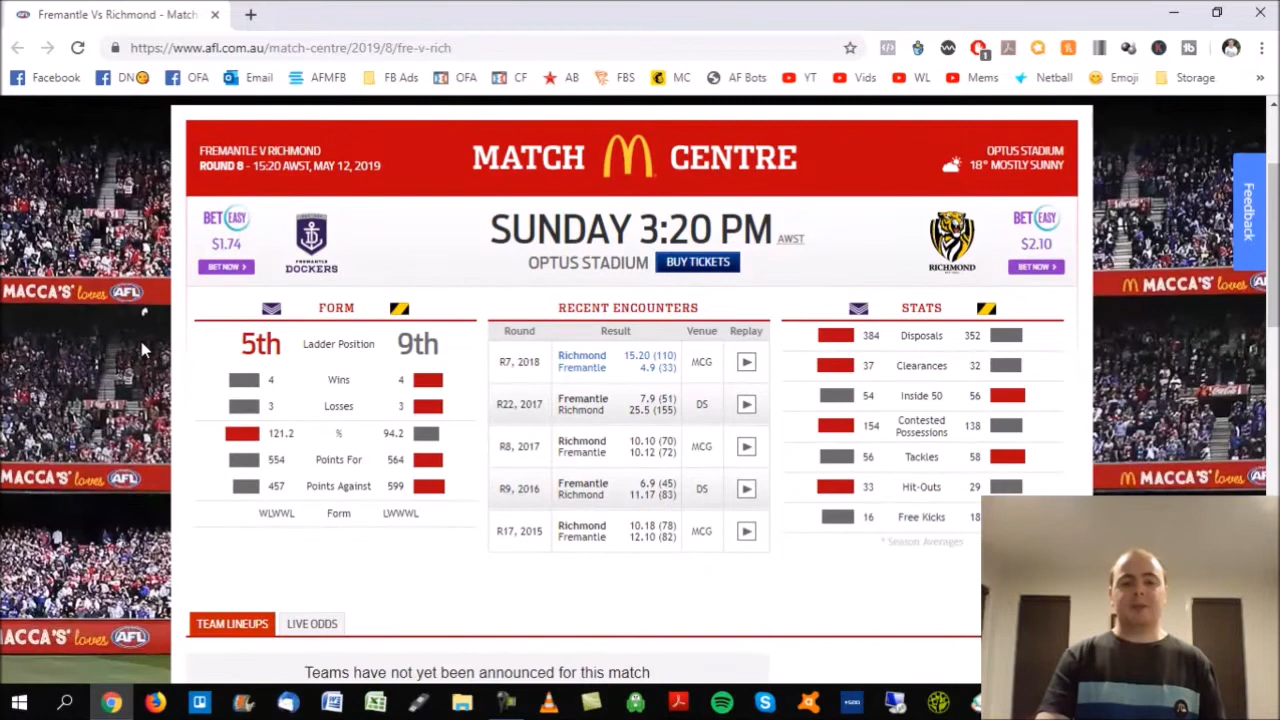 Fremantle Vs Richmond - Match
https://www.afl.com.au/match-centre/2019/8/fre-v-rich
1
Facebook DN OFA Email AFMFB FB Ads OFA CF AB FBS MC AF Bots YT Vids WL Mems Netball Emoji Storage »
FREMANTLE V RICHMOND
ROUND 8 - 15:20 AWST, MAY 12, 2019
MATCH CENTRE
OPTUS STADIUM
18° MOSTLY SUNNY
Feedback
BET EASY
$1.74
BET NOW >
FREMANTLE
DOCKERS
SUNDAY 3:20 PM AWST
OPTUS STADIUM BUY TICKETS
RICHMOND
BET EASY
$2.10
BET NOW >
MACCA'S loves AFL
MACCA'S loves AFL
FORM
5th Ladder Position 9th
4 Wins 4
3 Losses 3
121.2 % 94.2
554 Points For 564
457 Points Against 599
WLWWL Form LWWWL
RECENT ENCOUNTERS
Round Result Venue Replay
R7, 2018 Richmond 15.20 (110) MCG
Fremantle 4.9 (33)
R22, 2017 Fremantle 7.9 (51) DS
Richmond 25.5 (155)
R8, 2017 Richmond 10.10 (70) MCG
Fremantle 10.12 (72)
R9, 2016 Fremantle 6.9 (45) DS
Richmond 11.17 (83)
R17, 2015 Richmond 10.18 (78) MCG
Fremantle 12.10 (82)
STATS
384 Disposals 352
37 Clearances 32
54 Inside 50 56
154 Contested Possessions 138
56 Tackles 58
33 Hit-Outs 29
16 Free Kicks 18
* Season Averages
MACCA'S loves AFL
MACCA'S loves AFL
MACCA'S loves AFL
TEAM LINEUPS LIVE ODDS
Teams have not yet been announced for this match